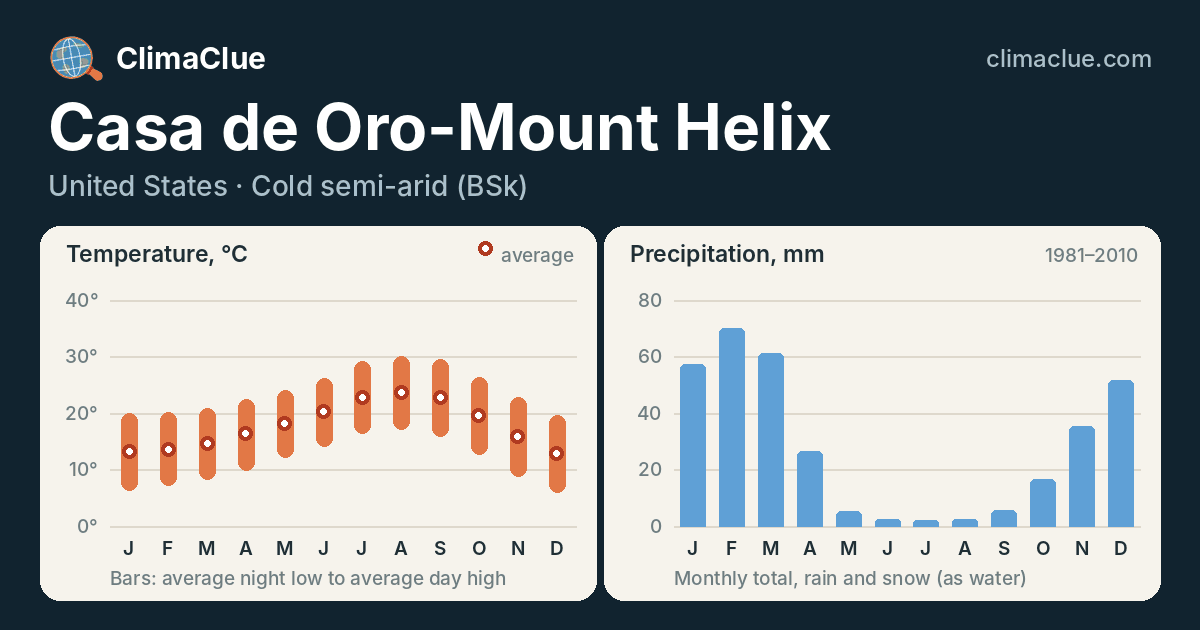 ClimaClue
climaclue.com
Casa de Oro-Mount Helix
United States · Cold semi-arid (BSk)
Temperature, °C
average
40°
30°
20°
10°
0°
J F M A M J J A S O N D
Bars: average night low to average day high
Precipitation, mm
1981–2010
80
60
40
20
0
J F M A M J J A S O N D
Monthly total, rain and snow (as water)